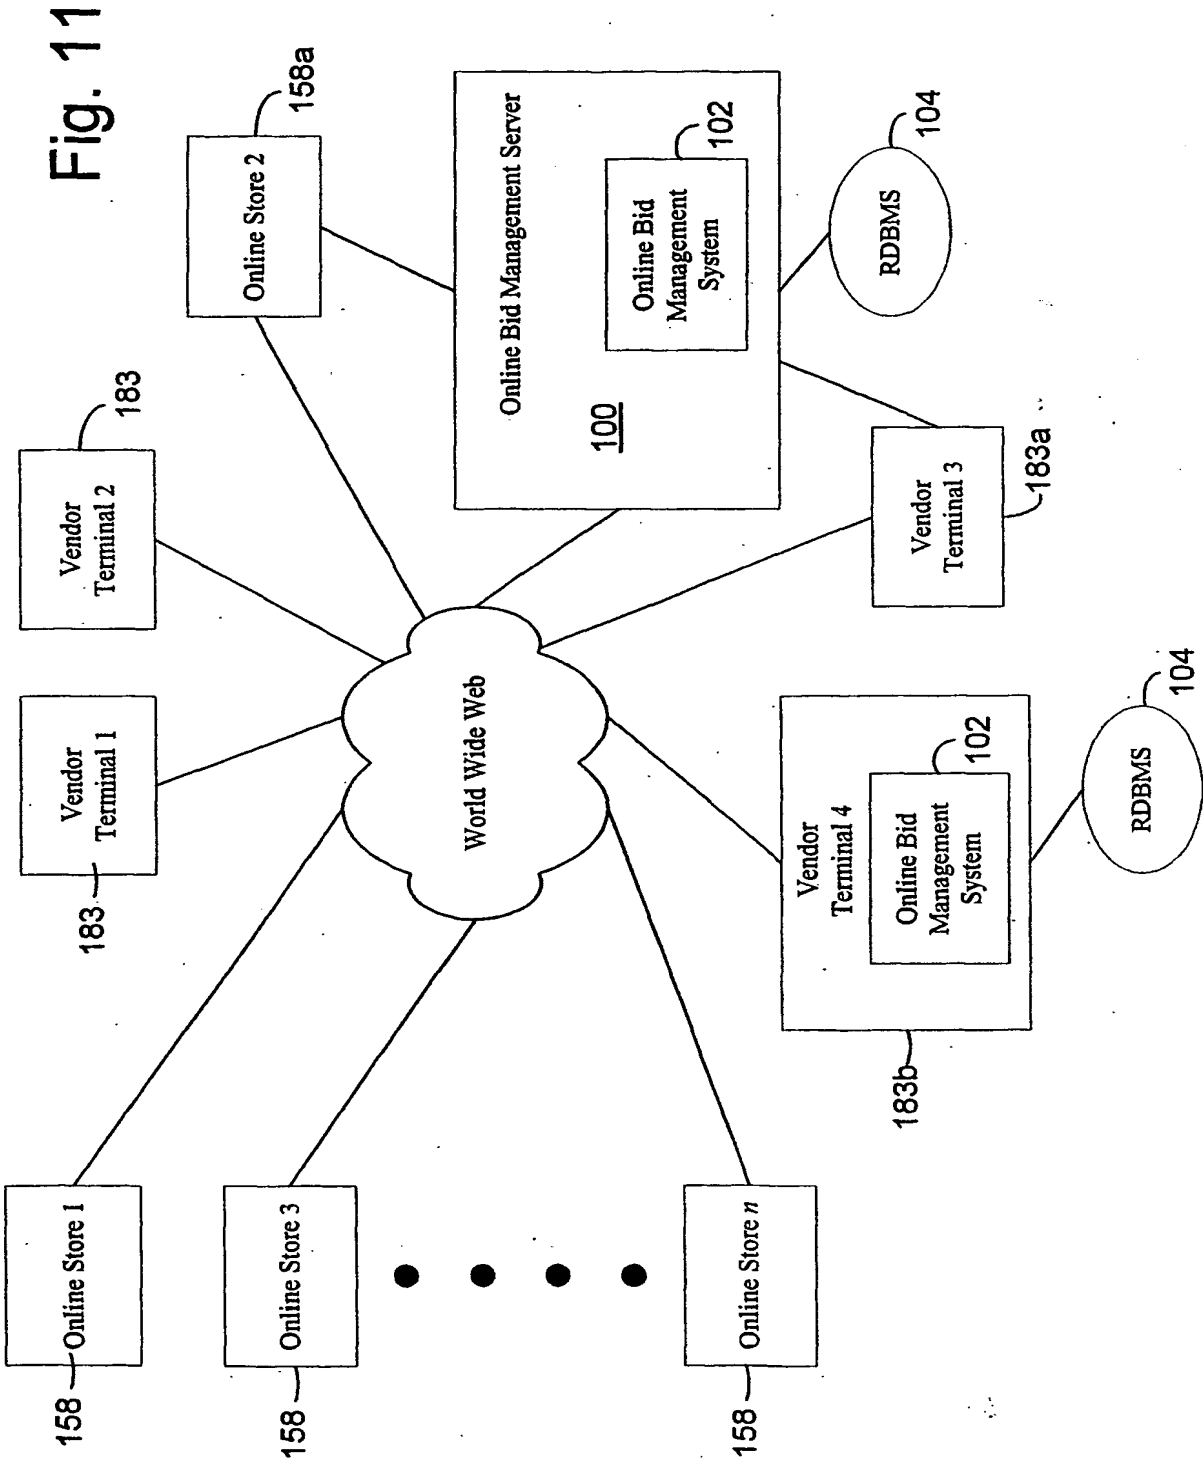 Fig. 11
Online Store 1
158
Online Store 3
158
Online Store n
158
Vendor
Terminal 1
183
Vendor
Terminal 2
183
Online Store 2
158a
World Wide Web
Online Bid Management Server
100
Online Bid
Management
System
102
RDBMS
104
Vendor
Terminal 3
183a
Vendor
Terminal 4
183b
Online Bid
Management
System
102
RDBMS
104